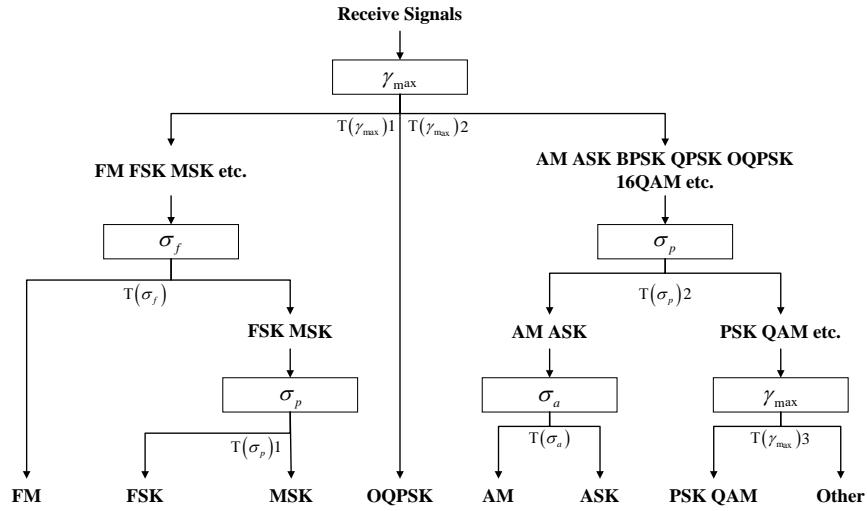 Receive Signals
γmax
T(γmax)1 T(γmax)2
FM FSK MSK etc.
AM ASK BPSK QPSK OQPSK
16QAM etc.
σf
σp
T(σf)
T(σp)2
FSK MSK
AM ASK
PSK QAM etc.
σp
σa
γmax
T(σp)1
T(σa)
T(γmax)3
FM
FSK
MSK
OQPSK
AM
ASK
PSK QAM
Other